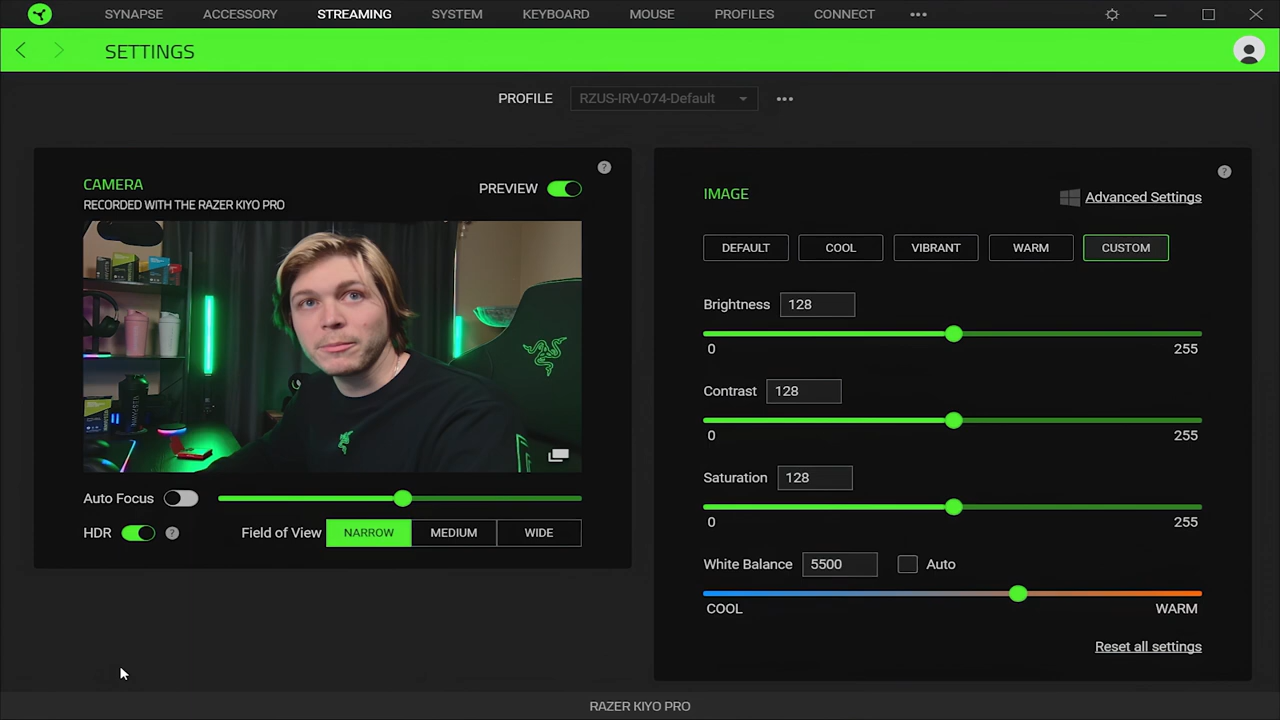 SYNAPSE ACCESSORY STREAMING SYSTEM KEYBOARD MOUSE PROFILES CONNECT •••
SETTINGS
PROFILE RZUS-IRV-074-Default •••
CAMERA
RECORDED WITH THE RAZER KIYO PRO
PREVIEW
?
Auto Focus
HDR ? Field of View NARROW MEDIUM WIDE
?
IMAGE Advanced Settings
DEFAULT COOL VIBRANT WARM CUSTOM
Brightness 128
0 255
Contrast 128
0 255
Saturation 128
0 255
White Balance 5500 Auto
COOL WARM
Reset all settings
RAZER KIYO PRO